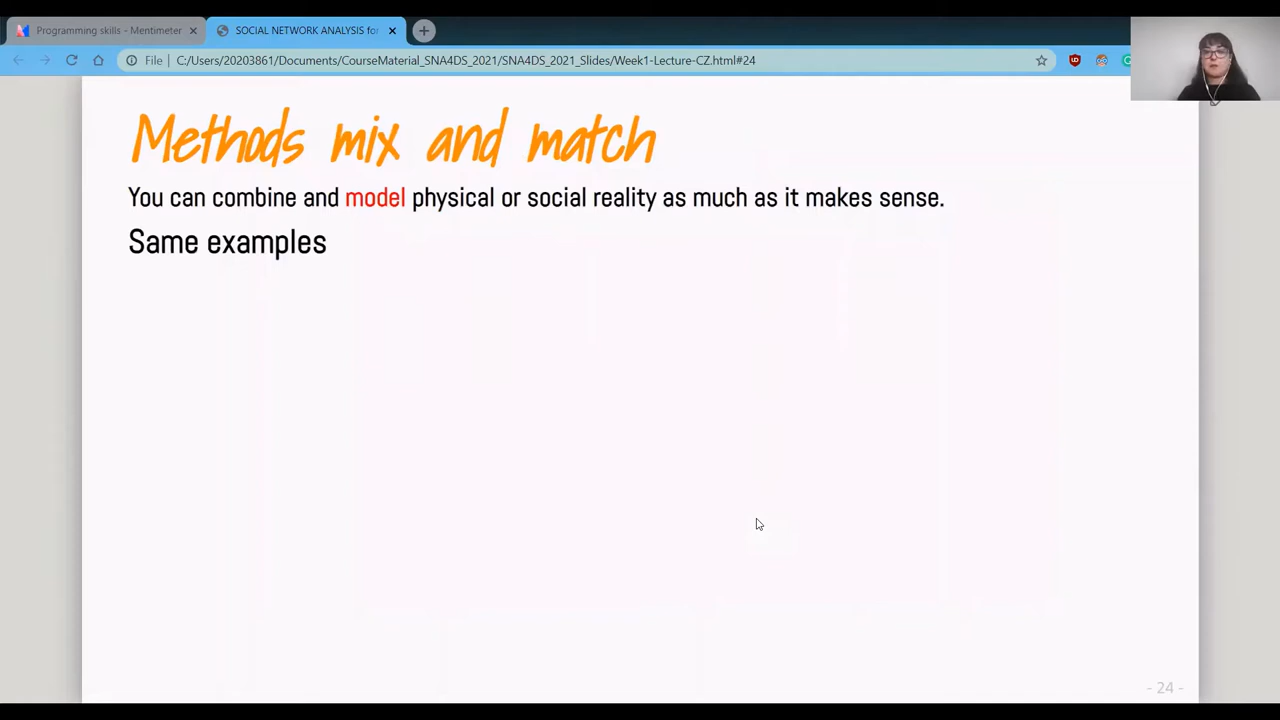 Programming skills - Mentimeter
SOCIAL NETWORK ANALYSIS for
File
C:/Users/20203861/Documents/CourseMaterial_SNA4DS_2021/SNA4DS_2021_Slides/Week1-Lecture-CZ.html#24
Methods mix and match
You can combine and model physical or social reality as much as it makes sense.
Same examples
- 24 -